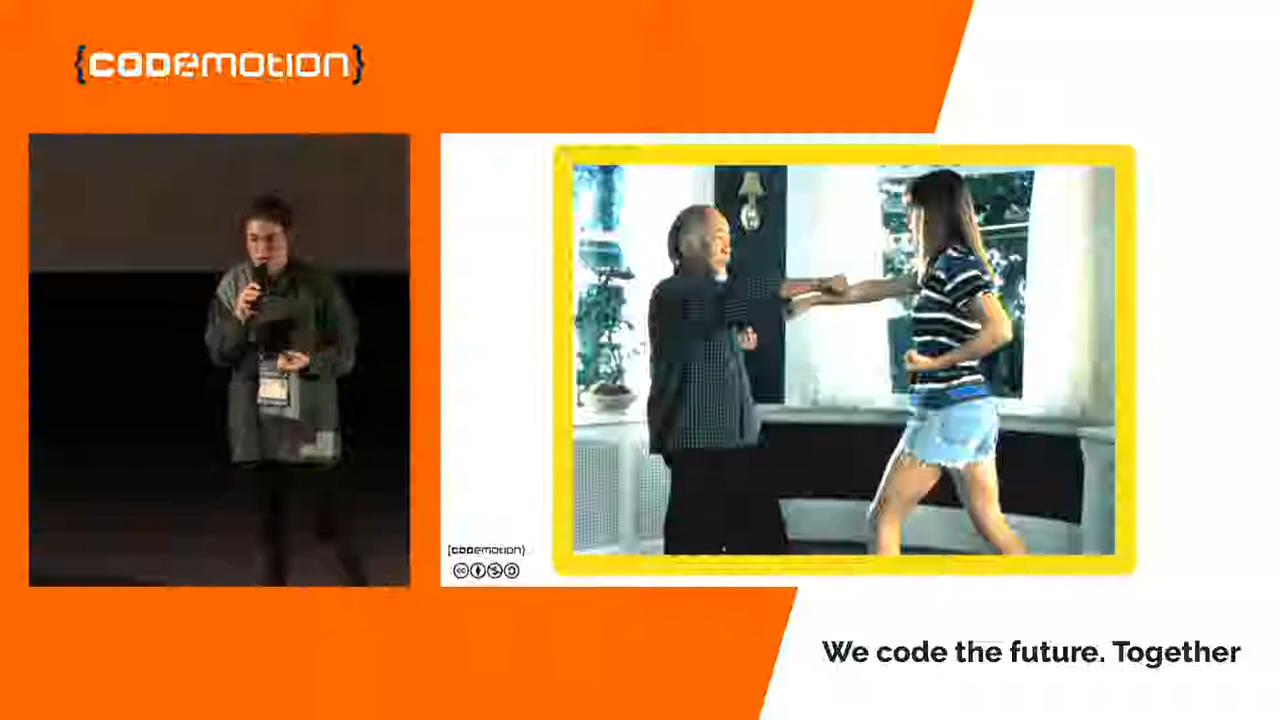 {codemotion}
{codemotion}
We code the future. Together